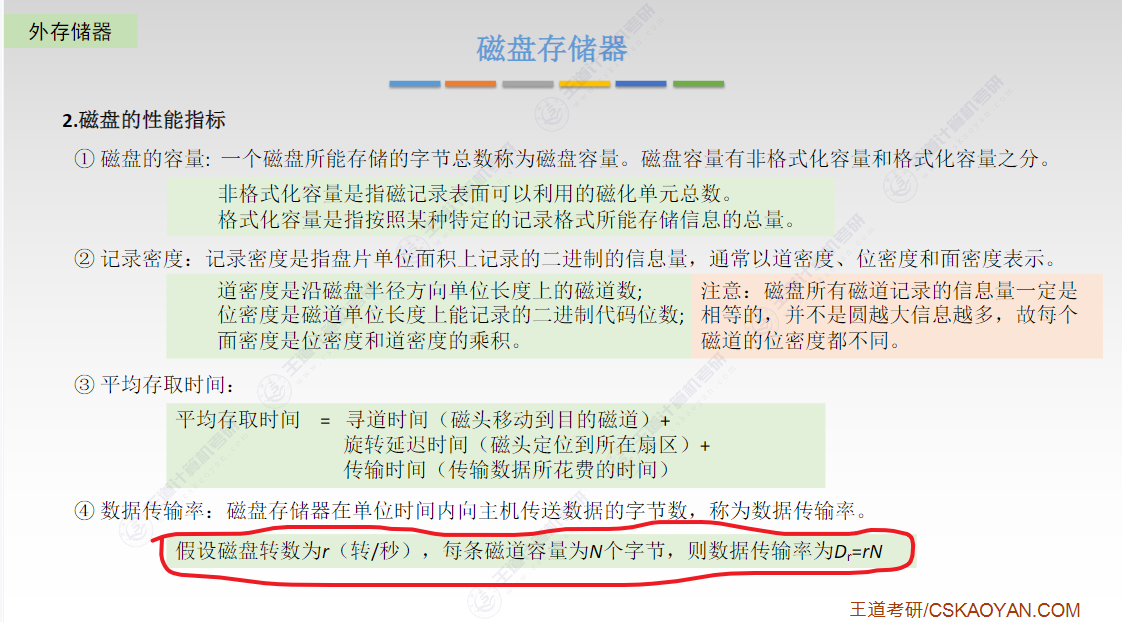 外存储器
磁盘存储器
2.磁盘的性能指标
① 磁盘的容量：一个磁盘所能存储的字节总数称为磁盘容量。磁盘容量有非格式化容量和格式化容量之分。
非格式化容量是指磁记录表面可以利用的磁化单元总数。
格式化容量是指按照某种特定的记录格式所能存储信息的总量。
② 记录密度：记录密度是指盘片单位面积上记录的二进制的信息量，通常以道密度、位密度和面密度表示。
道密度是沿磁盘半径方向单位长度上的磁道数;
位密度是磁道单位长度上能记录的二进制代码位数;
面密度是位密度和道密度的乘积。
注意：磁盘所有磁道记录的信息量一定是
相等的，并不是圆越大信息越多，故每个
磁道的位密度都不同。
③ 平均存取时间：
平均存取时间 = 寻道时间（磁头移动到目的磁道）+
旋转延迟时间（磁头定位到所在扇区）+
传输时间（传输数据所花费的时间）
④ 数据传输率：磁盘存储器在单位时间内向主机传送数据的字节数，称为数据传输率。
假设磁盘转数为r（转/秒），每条磁道容量为N个字节，则数据传输率为Dr=rN
王道考研/CSKAOYAN.COM